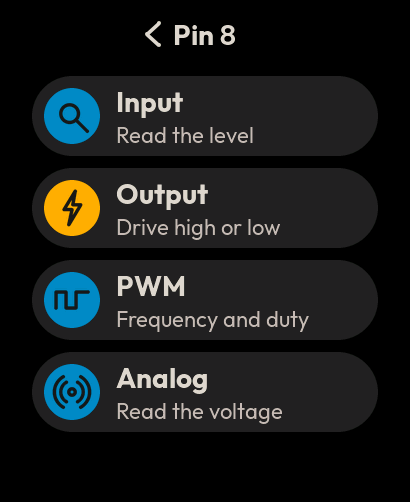 Pin 8
Input
Read the level
Output
Drive high or low
PWM
Frequency and duty
Analog
Read the voltage